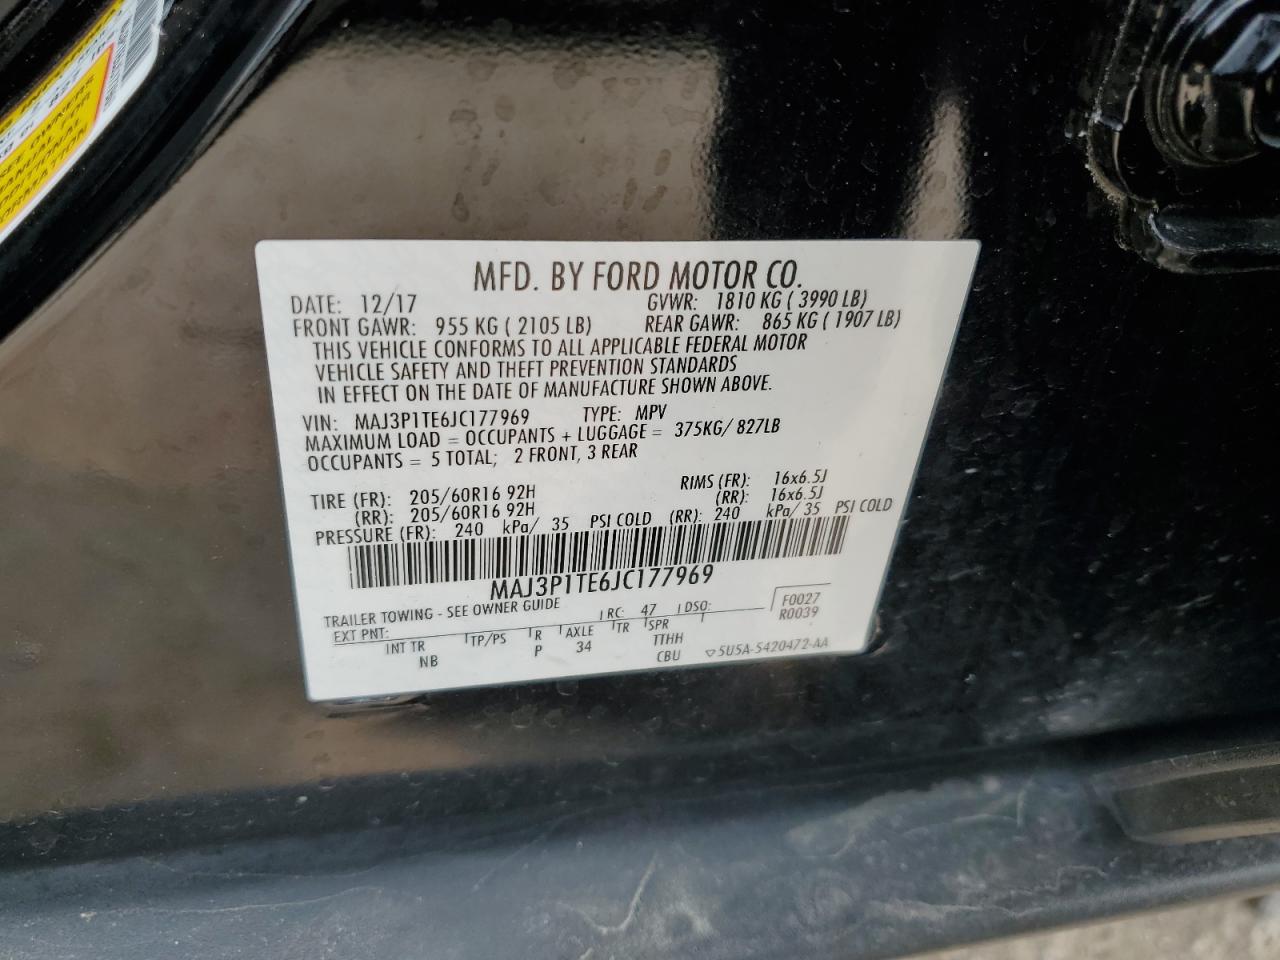 SEE OWNERS
MANUAL
MFD. BY FORD MOTOR CO.
DATE: 12/17 GVWR: 1810 KG ( 3990 LB)
FRONT GAWR: 955 KG ( 2105 LB) REAR GAWR: 865 KG ( 1907 LB)
THIS VEHICLE CONFORMS TO ALL APPLICABLE FEDERAL MOTOR
VEHICLE SAFETY AND THEFT PREVENTION STANDARDS
IN EFFECT ON THE DATE OF MANUFACTURE SHOWN ABOVE.
VIN: MAJ3P1TE6JC177969 TYPE: MPV
MAXIMUM LOAD = OCCUPANTS + LUGGAGE = 375KG/ 827LB
OCCUPANTS = 5 TOTAL; 2 FRONT, 3 REAR
TIRE (FR): 205/60R16 92H RIMS (FR): 16x6.5J
(RR): 205/60R16 92H (RR): 16x6.5J
PRESSURE (FR): 240 kPa/ 35 PSI COLD (RR): 240 kPa/ 35 PSI COLD
MAJ3P1TE6JC177969
TRAILER TOWING - SEE OWNER GUIDE RC: 47 DSO: F0027
R0039
EXT PNT:
INT TR TP/PS R AXLE TR SPR
NB P 34 TTHH
CBU 5U5A-5420472-AA